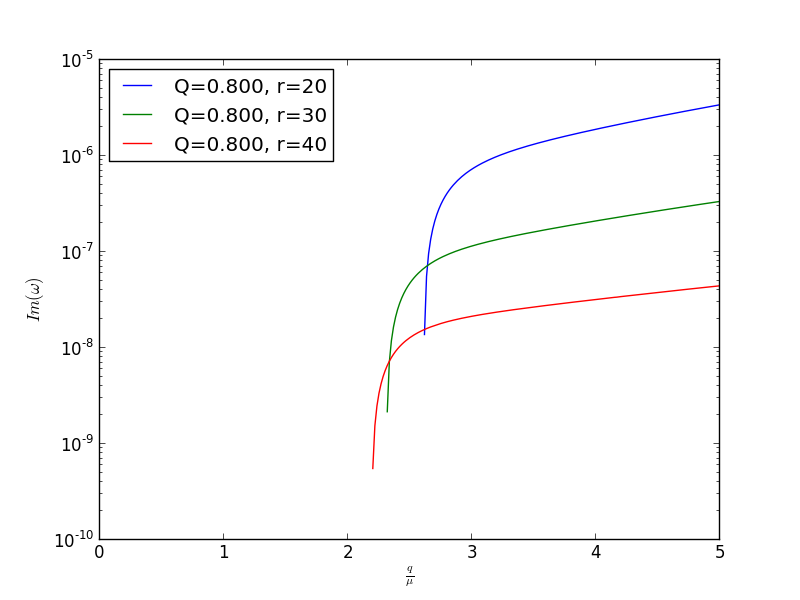 10^-5
Q=0.800, r=20
Q=0.800, r=30
Q=0.800, r=40
10^-6
10^-7
Im(ω)
10^-8
10^-9
10^-10
0 1 2 3 4 5
q/μ